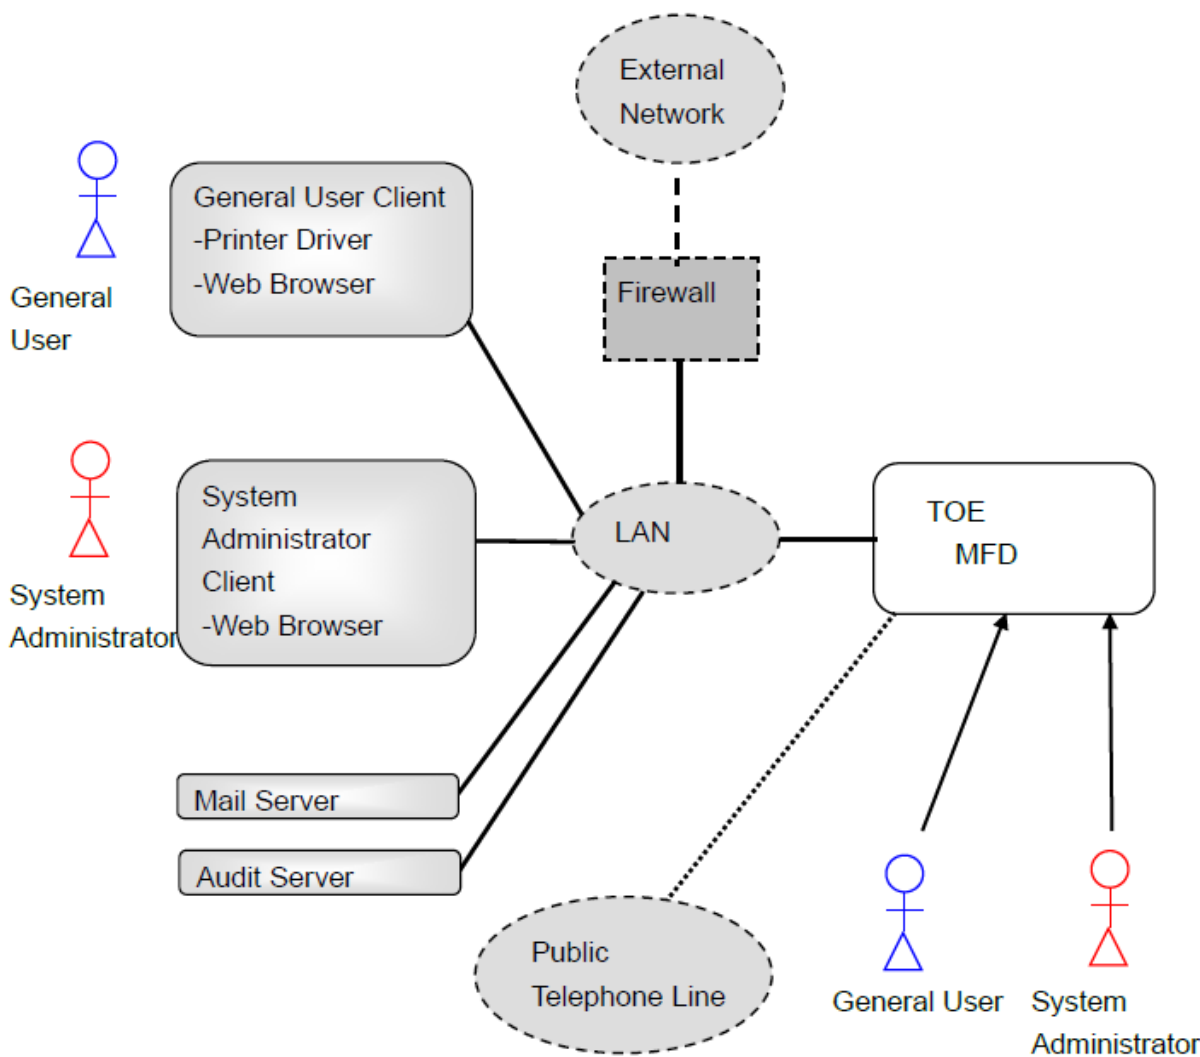 External
Network
General User Client
-Printer Driver
-Web Browser
General
User
Firewall
System
Administrator
Client
-Web Browser
System
Administrator
LAN
TOE
MFD
Mail Server
Audit Server
Public
Telephone Line
General User
System
Administrator